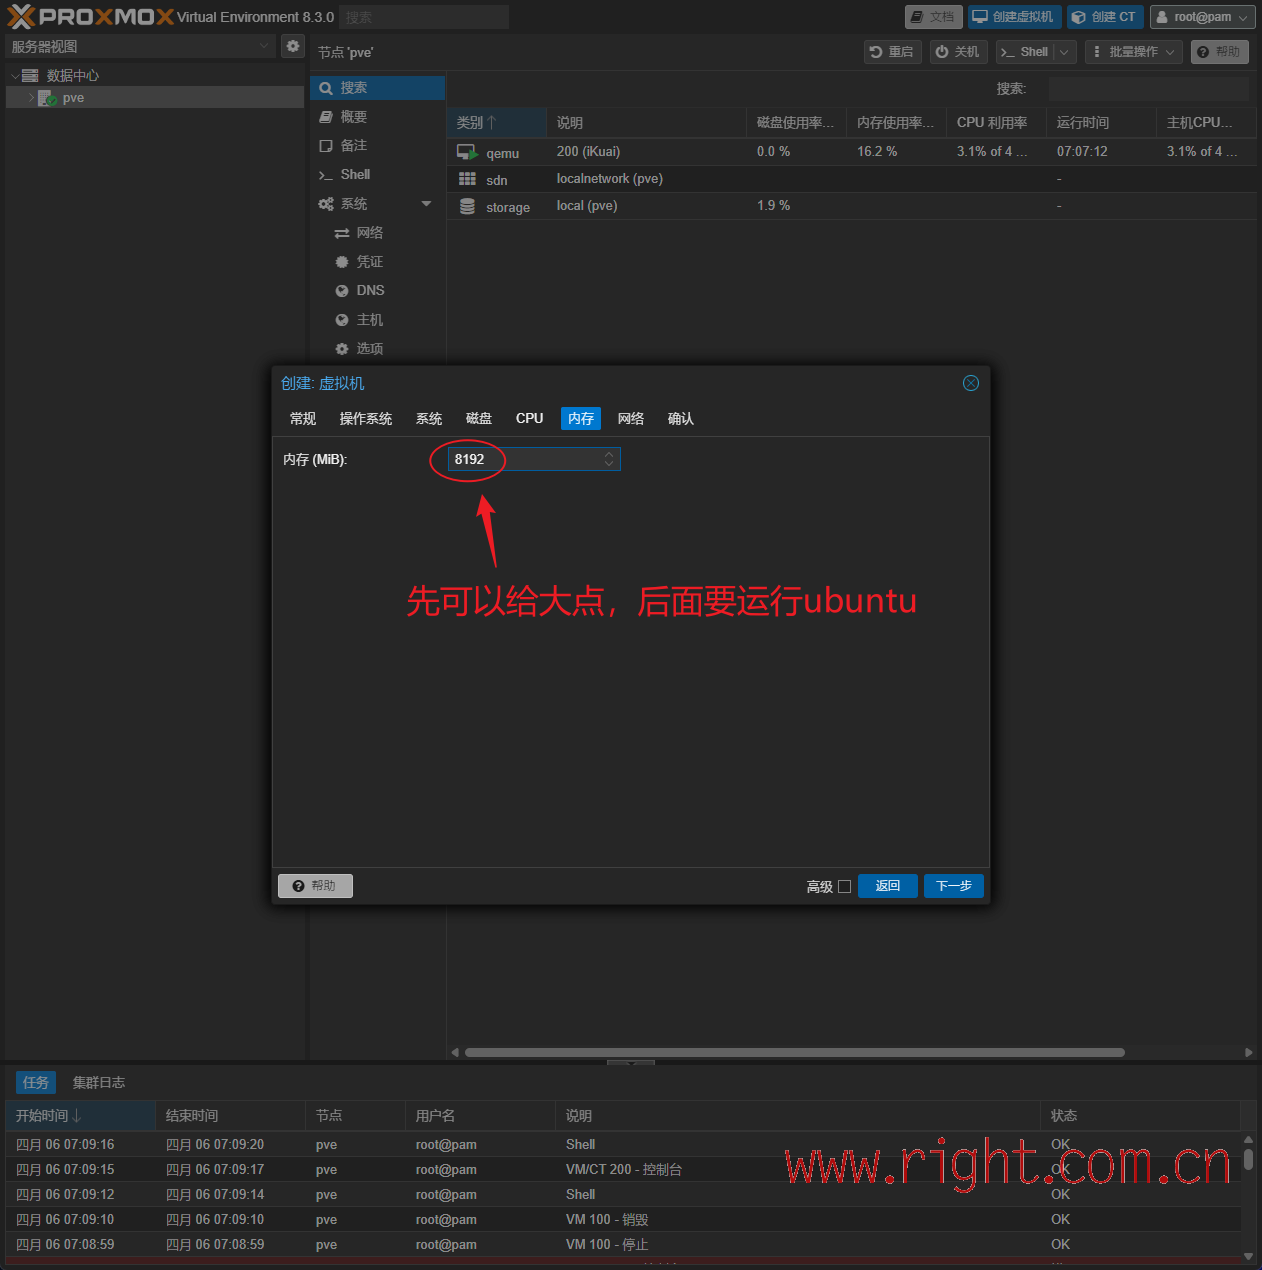 PROXMOX Virtual Environment 8.3.0 搜索 文档 创建虚拟机 创建 CT root@pam
服务器视图
节点 'pve' 重启 关机 Shell 批量操作 帮助
数据中心
pve
搜索
概要
备注
Shell
系统
网络
凭证
DNS
主机
选项
搜索:
类别 说明 磁盘使用率... 内存使用率... CPU 利用率 运行时间 主机CPU...
qemu 200 (iKuai) 0.0 % 16.2 % 3.1% of 4 ... 07:07:12 3.1% of 4 ...
sdn localnetwork (pve) -
storage local (pve) 1.9 % -
创建: 虚拟机
常规 操作系统 系统 磁盘 CPU 内存 网络 确认
内存 (MiB): 8192
先可以给大点，后面要运行ubuntu
帮助 高级 返回 下一步
任务 集群日志
开始时间 结束时间 节点 用户名 说明 状态
四月 06 07:09:16 四月 06 07:09:20 pve root@pam Shell OK
四月 06 07:09:15 四月 06 07:09:17 pve root@pam VM/CT 200 - 控制台 OK
四月 06 07:09:12 四月 06 07:09:14 pve root@pam Shell OK
四月 06 07:09:10 四月 06 07:09:10 pve root@pam VM 100 - 销毁 OK
四月 06 07:08:59 四月 06 07:08:59 pve root@pam VM 100 - 停止 OK
www.right.com.cn